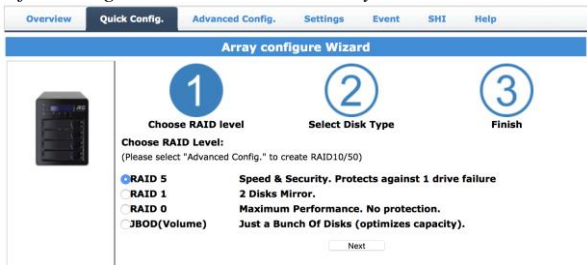 Overview Quick Config. Advanced Config. Settings Event SHI Help
Array configure Wizard
1 2 3
Choose RAID level Select Disk Type Finish
Choose RAID Level:
(Please select "Advanced Config." to create RAID10/50)
RAID 5 Speed & Security. Protects against 1 drive failure
RAID 1 2 Disks Mirror.
RAID 0 Maximum Performance. No protection.
JBOD(Volume) Just a Bunch Of Disks (optimizes capacity).
Next